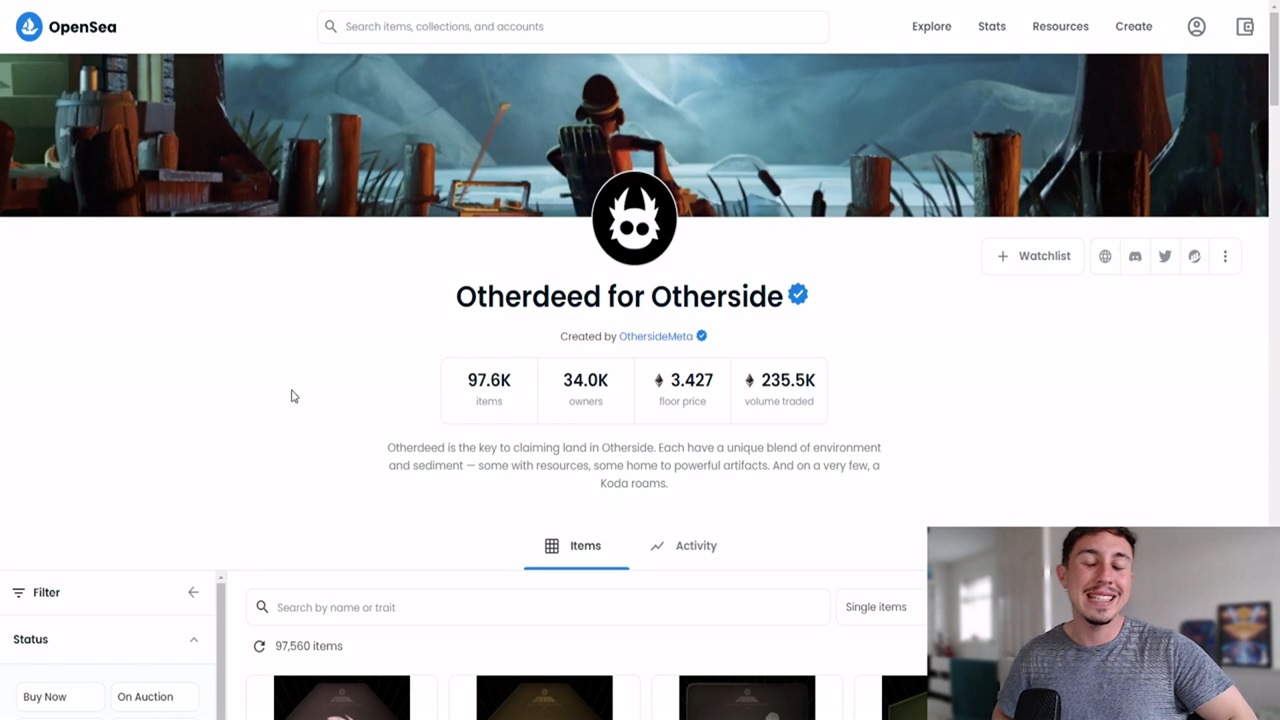 OpenSea
Search items, collections, and accounts
Explore
Stats
Resources
Create
Watchlist
Otherdeed for Otherside
Created by OthersideMeta
97.6K
items
34.0K
owners
3.427
floor price
235.5K
volume traded
Otherdeed is the key to claiming land in Otherside. Each have a unique blend of environment
and sediment — some with resources, some home to powerful artifacts. And on a very few, a
Koda roams.
Items
Activity
Filter
Search by name or trait
Single items
Status
97,560 items
Buy Now
On Auction